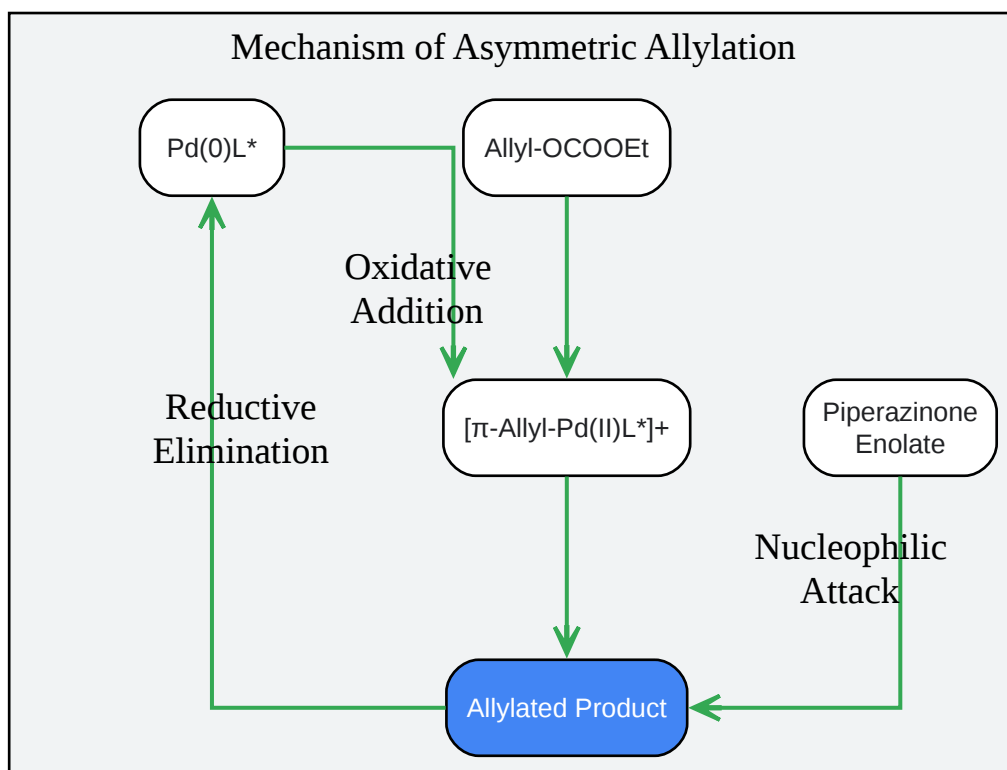 Mechanism of Asymmetric Allylation
Pd(0)L*
Allyl-OCOOEt
Oxidative
Addition
Reductive
Elimination
[π-Allyl-Pd(II)L*]+
Piperazinone
Enolate
Nucleophilic
Attack
Allylated Product